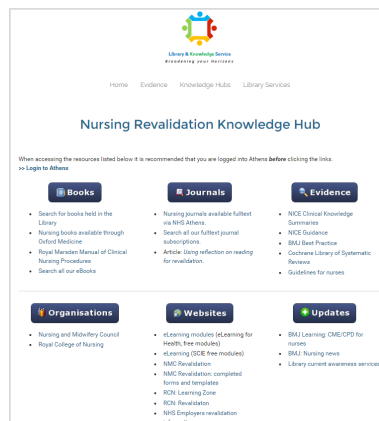 Library & Knowledge Service
Broadening your Horizons
Home Evidence Knowledge Hubs Library Services
Nursing Revalidation Knowledge Hub
When accessing the resources listed below it is recommended that you are logged into Athens before clicking the links.
>> Login to Athens
Books
Search for books held in the
Library
Nursing books available through
Oxford Medicine
Royal Marsden Manual of Clinical
Nursing Procedures
Search all our eBooks
Journals
Nursing journals available fulltext
via NHS Athens.
Search all our fulltext journal
subscriptions.
Article: Using reflection on reading
for revalidation.
Evidence
NICE Clinical Knowledge
Summaries
NICE Guidance
BMJ Best Practice
Cochrane Library of Systematic
Reviews
Guidelines for nurses
Organisations
Nursing and Midwifery Council
Royal College of Nursing
Websites
eLearning modules (eLearning for
Health, free modules)
eLearning (SCIE free modules)
NMC Revalidation
NMC Revalidation: completed
forms and templates
RCN: Learning Zone
RCN: Revalidaton
NHS Employers revalidation
Updates
BMJ Learning: CME/CPD for
nurses
BMJ: Nursing news
Library current awareness services